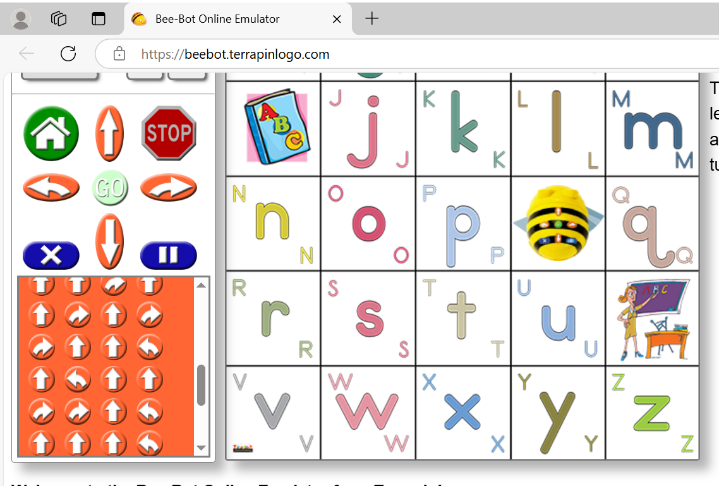 Bee-Bot Online Emulator
https://beebot.terrapinlogo.com
STOP
GO
A B C
J j J
K k K
L l L
M m M
N n N
O o O
P p P
Q q Q
R r R
S s S
T t T
U u U
V v V
W w W
X x X
Y y Y
Z z Z